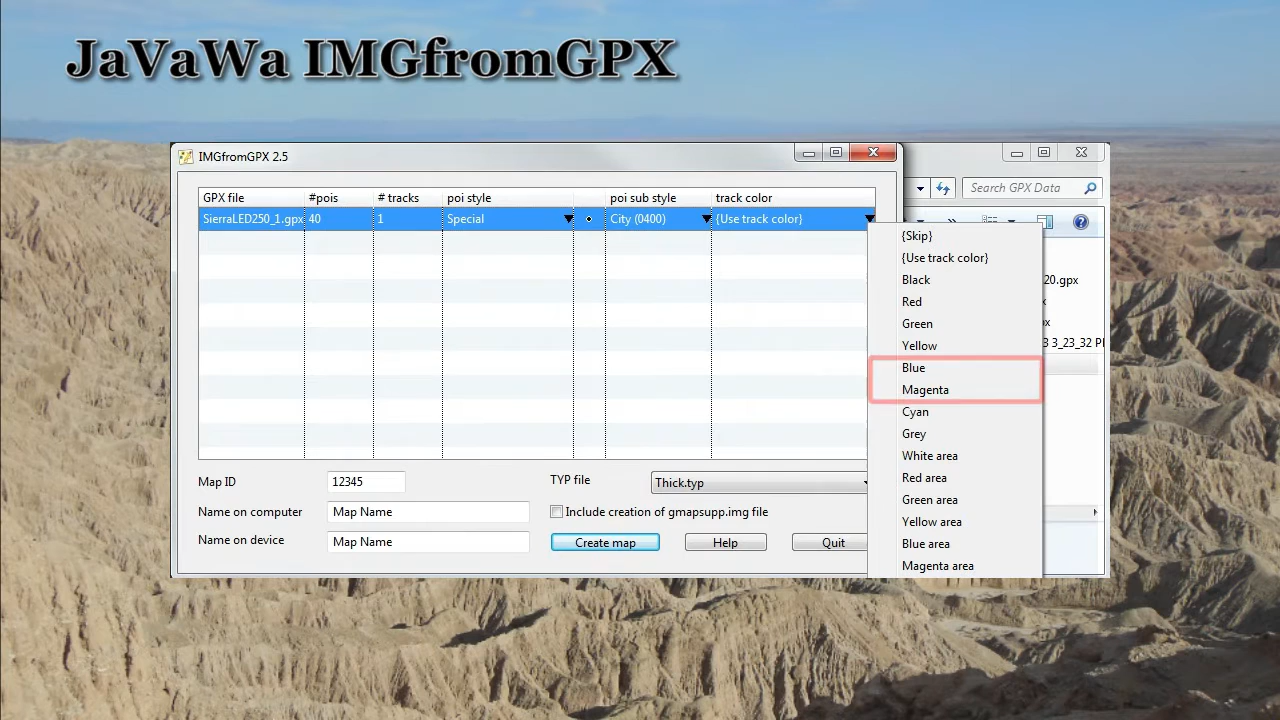 JaVaWa IMGfromGPX
IMGfromGPX 2.5
Search GPX Data
GPX file #pois # tracks poi style poi sub style track color
SierraLED250_1.gpx 40 1 Special City (0400) {Use track color}
{Skip}
{Use track color}
Black
20.gpx
Red
Green
Yellow
3 3_23_32 P
Blue
Magenta
Cyan
Grey
White area
Red area
Green area
Yellow area
Blue area
Magenta area
Map ID 12345 TYP file Thick.typ
Name on computer Map Name Include creation of gmapsupp.img file
Name on device Map Name Create map Help Quit